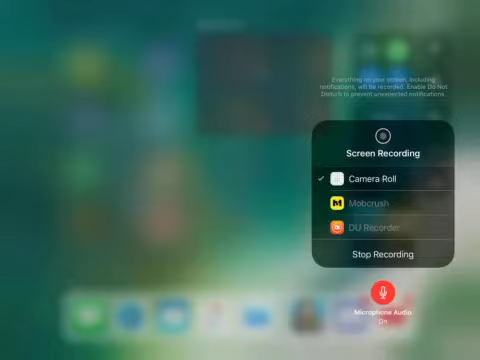 Everything on your screen, including
notifications, will be recorded. Enable Do Not
Disturb to prevent unexpected notifications.
Screen Recording
Camera Roll
Mobcrush
DU Recorder
Stop Recording
Microphone Audio
On